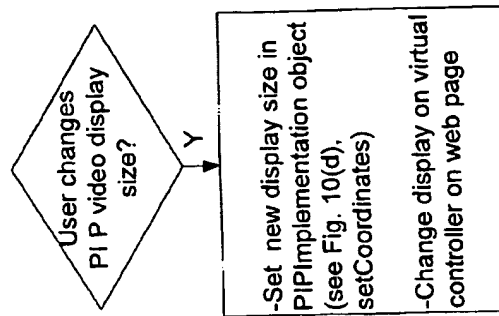 User changes
PI P video display
size?
Y
-Set new display size in
PIPImplementation object
(see Fig. 10(d),
setCoordinates)
-Change display on virtual
controller on web page